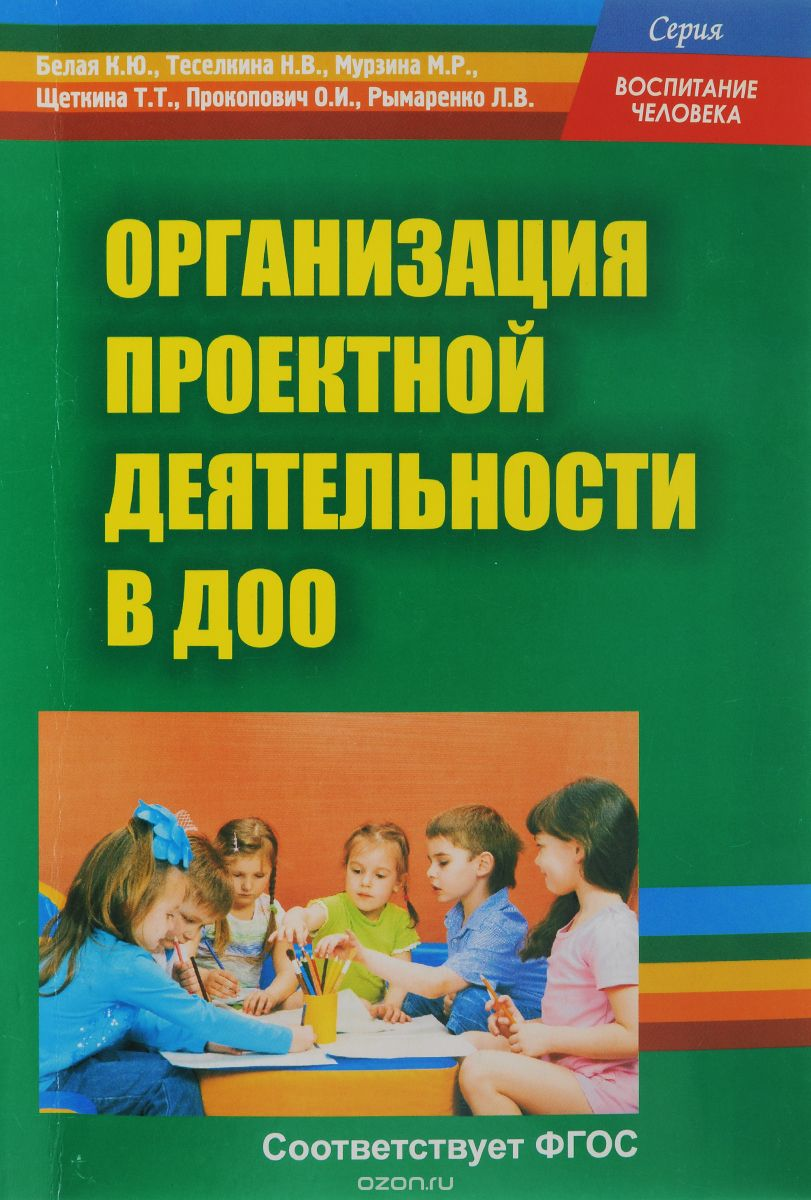 Белая К.Ю., Теселкина Н.В., Мурзина М.Р.,
Щеткина Т.Т., Прокопович О.И., Рымаренко Л.В.
Серия
ВОСПИТАНИЕ
ЧЕЛОВЕКА
ОРГАНИЗАЦИЯ
ПРОЕКТНОЙ
ДЕЯТЕЛЬНОСТИ
В ДОО
Соответствует ФГОС
ozon.ru